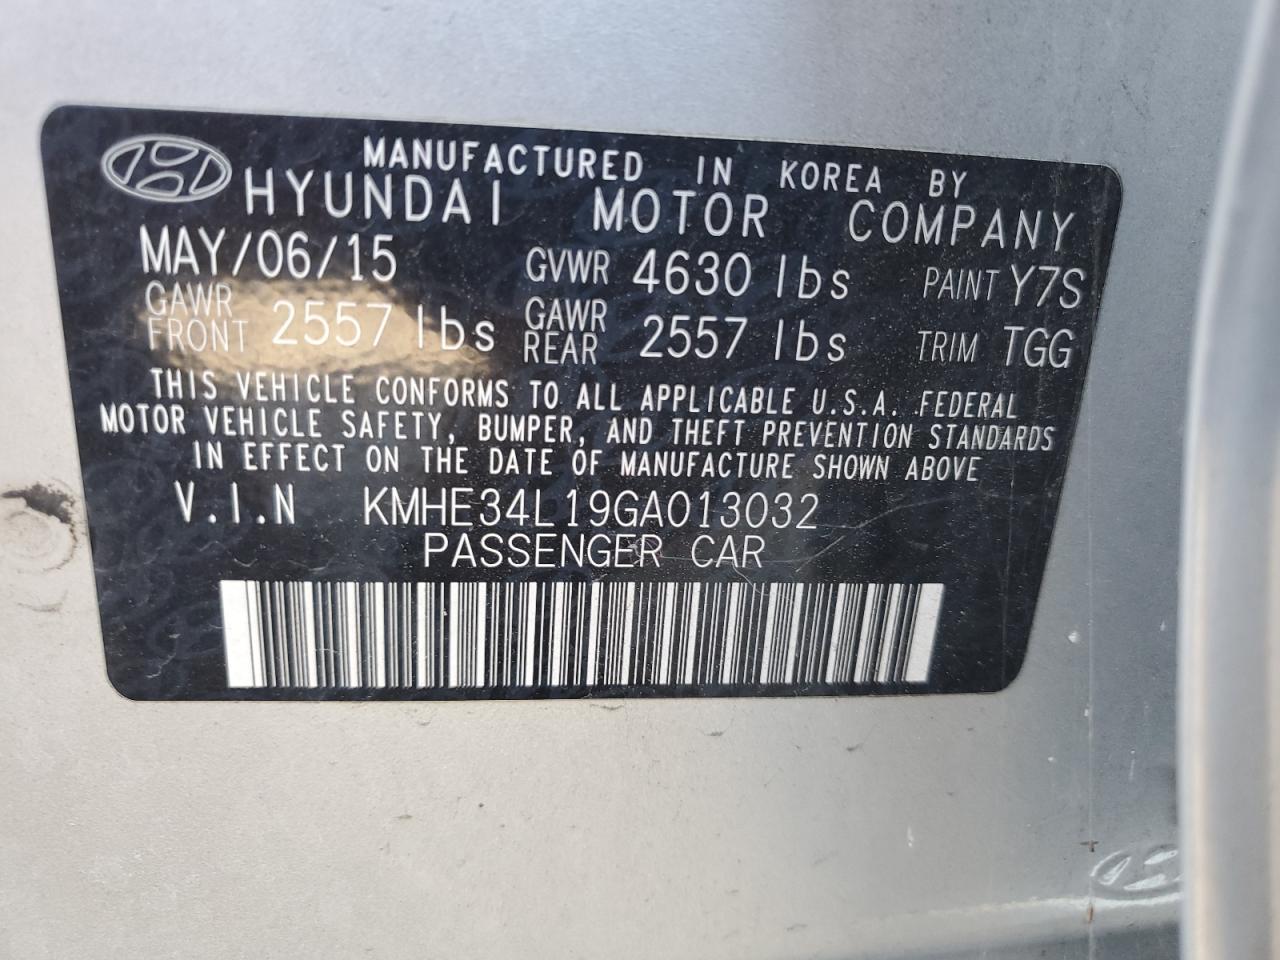 MANUFACTURED IN KOREA BY
HYUNDAI MOTOR COMPANY
MAY/06/15 GVWR 4630 lbs PAINT Y7S
GAWR FRONT 2557 lbs GAWR REAR 2557 lbs TRIM TGG
THIS VEHICLE CONFORMS TO ALL APPLICABLE U.S.A. FEDERAL
MOTOR VEHICLE SAFETY, BUMPER, AND THEFT PREVENTION STANDARDS
IN EFFECT ON THE DATE OF MANUFACTURE SHOWN ABOVE
V.I.N KMHE34L19GA013032
PASSENGER CAR